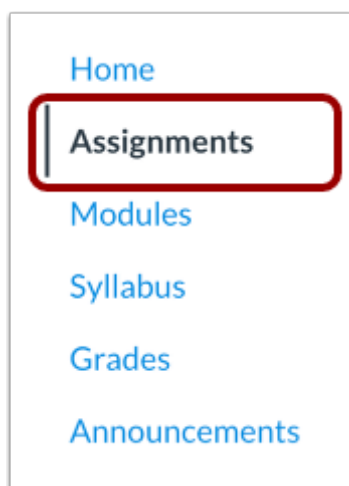 Home
Assignments
Modules
Syllabus
Grades
Announcements